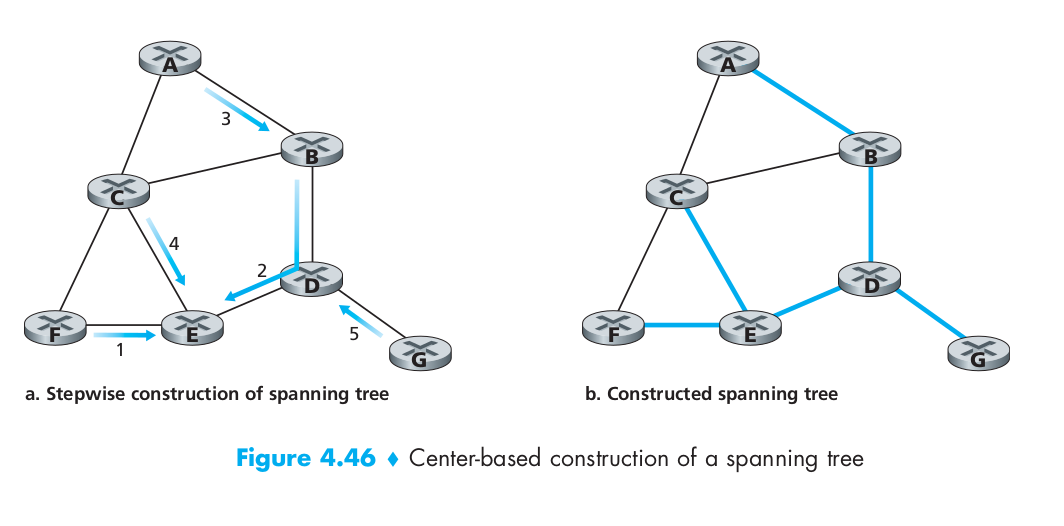 A
A
3
B
B
C
C
4
2
D
D
F
E
F
E
1
5
G
G
a. Stepwise construction of spanning tree
b. Constructed spanning tree
Figure 4.46 ♦ Center-based construction of a spanning tree